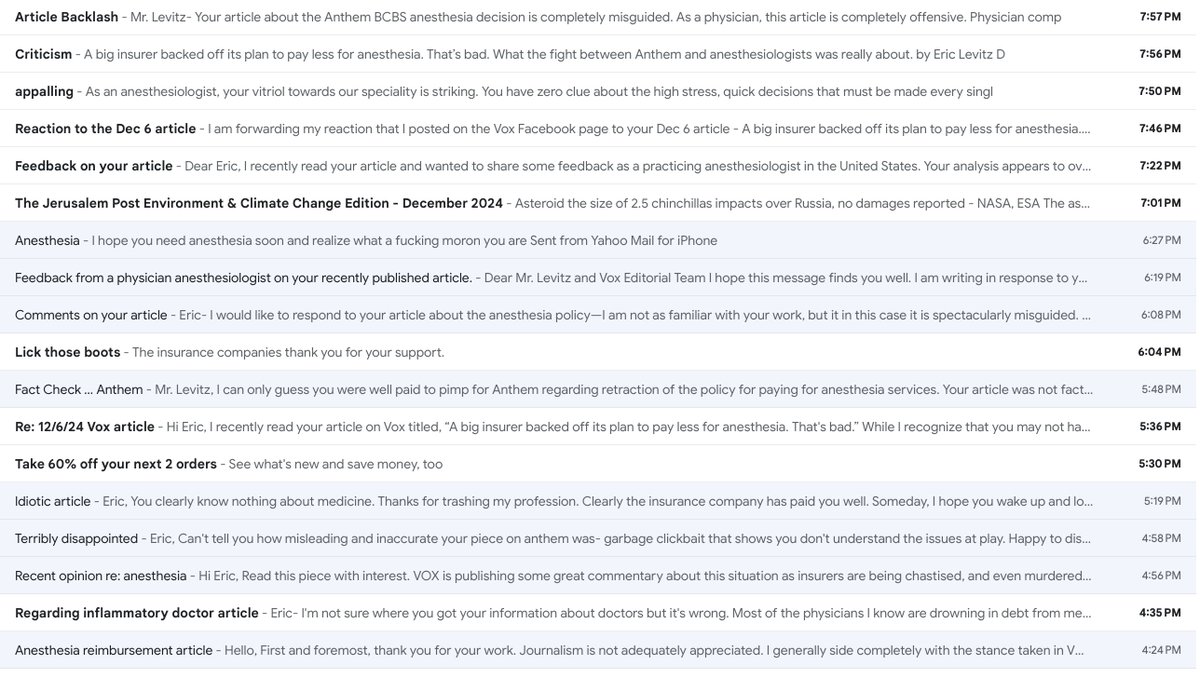 Article Backlash - Mr. Levitz- Your article about the Anthem BCBS anesthesia decision is completely misguided. As a physician, this article is completely offensive. Physician comp 7:57 PM
Criticism - A big insurer backed off its plan to pay less for anesthesia. That's bad. What the fight between Anthem and anesthesiologists was really about. by Eric Levitz D 7:56 PM
appalling - As an anesthesiologist, your vitriol towards our speciality is striking. You have zero clue about the high stress, quick decisions that must be made every singl 7:50 PM
Reaction to the Dec 6 article - I am forwarding my reaction that I posted on the Vox Facebook page to your Dec 6 article - A big insurer backed off its plan to pay less for anesthesia.... 7:46 PM
Feedback on your article - Dear Eric, I recently read your article and wanted to share some feedback as a practicing anesthesiologist in the United States. Your analysis appears to ov... 7:22 PM
The Jerusalem Post Environment & Climate Change Edition - December 2024 - Asteroid the size of 2.5 chinchillas impacts over Russia, no damages reported - NASA, ESA The as... 7:01 PM
Anesthesia - I hope you need anesthesia soon and realize what a fucking moron you are Sent from Yahoo Mail for iPhone 6:27 PM
Feedback from a physician anesthesiologist on your recently published article. - Dear Mr. Levitz and Vox Editorial Team I hope this message finds you well. I am writing in response to y... 6:19 PM
Comments on your article - Eric- I would like to respond to your article about the anesthesia policy—I am not as familiar with your work, but it in this case it is spectacularly misguided. ... 6:08 PM
Lick those boots - The insurance companies thank you for your support. 6:04 PM
Fact Check ... Anthem - Mr. Levitz, I can only guess you were well paid to pimp for Anthem regarding retraction of the policy for paying for anesthesia services. Your article was not fact... 5:48 PM
Re: 12/6/24 Vox article - Hi Eric, I recently read your article on Vox titled, "A big insurer backed off its plan to pay less for anesthesia. That's bad." While I recognize that you may not ha... 5:36 PM
Take 60% off your next 2 orders - See what's new and save money, too 5:30 PM
Idiotic article - Eric, You clearly know nothing about medicine. Thanks for trashing my profession. Clearly the insurance company has paid you well. Someday, I hope you wake up and lo... 5:19 PM
Terribly disappointed - Eric, Can't tell you how misleading and inaccurate your piece on anthem was- garbage clickbait that shows you don't understand the issues at play. Happy to dis... 4:58 PM
Recent opinion re: anesthesia - Hi Eric, Read this piece with interest. VOX is publishing some great commentary about this situation as insurers are being chastised, and even murdered... 4:56 PM
Regarding inflammatory doctor article - Eric- I'm not sure where you got your information about doctors but it's wrong. Most of the physicians I know are drowning in debt from me... 4:35 PM
Anesthesia reimbursement article - Hello, First and foremost, thank you for your work. Journalism is not adequately appreciated. I generally side completely with the stance taken in V... 4:24 PM